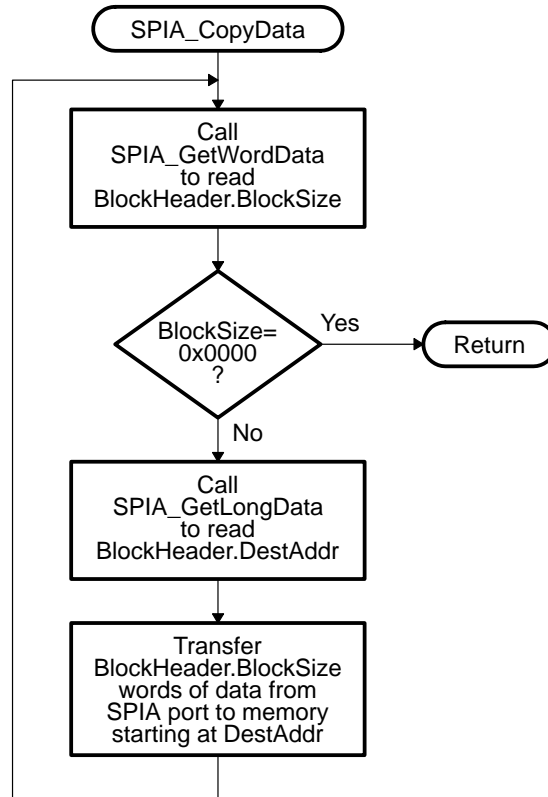 SPIA_CopyData
Call
SPIA_GetWordData
to read
BlockHeader.BlockSize
BlockSize=
0x0000
?
Yes
Return
No
Call
SPIA_GetLongData
to read
BlockHeader.DestAddr
Transfer
BlockHeader.BlockSize
words of data from
SPIA port to memory
starting at DestAddr